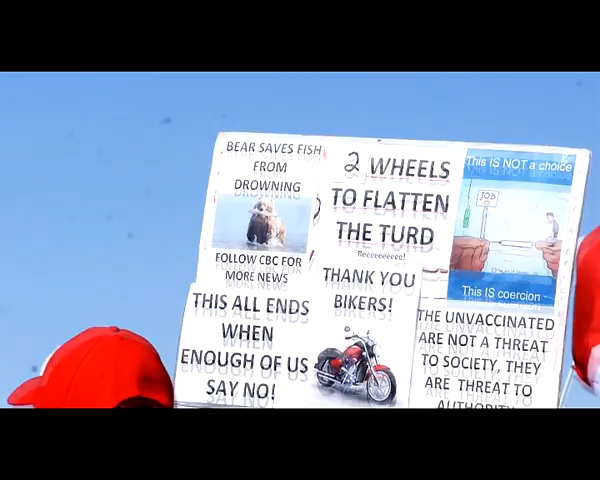 BEAR SAVES FISH
FROM
DROWNING
FOLLOW CBC FOR
MORE NEWS
THIS ALL ENDS
WHEN
ENOUGH OF US
SAY NO!
2 WHEELS
TO FLATTEN
THE TURD
THANK YOU
BIKERS!
This IS NOT a choice
JOB
This IS coercion
THE UNVACCINATED
ARE NOT A THREAT
TO SOCIETY, THEY
ARE THREAT TO
AUTHORITY